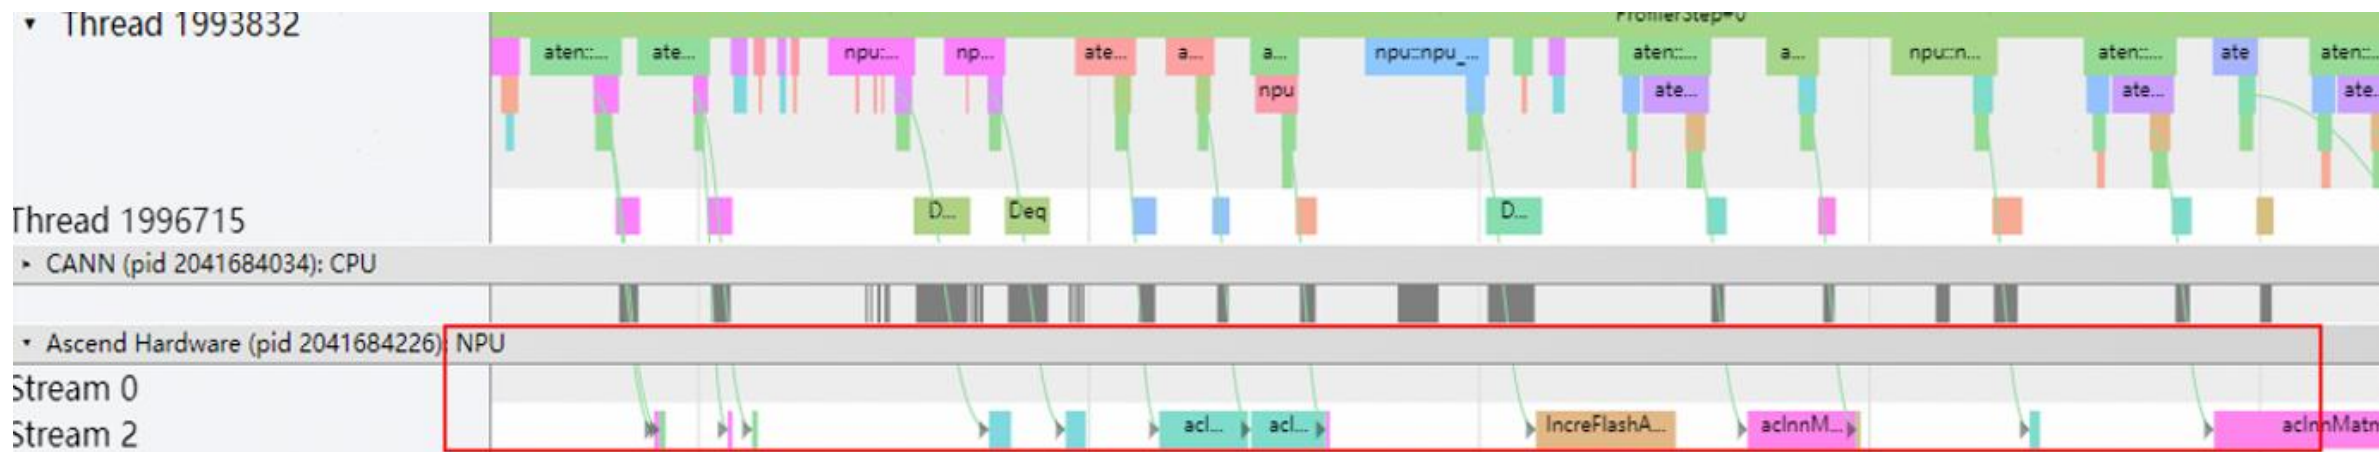 Thread 1993832
ProfilerStep#0
aten::... ate... npu:... np... ate... a... a... npu::npu_... aten::... a... npu::n... aten::... ate aten::...
npu ate... ate... ate.
Thread 1996715
D... Deq D...
CANN (pid 2041684034): CPU
Ascend Hardware (pid 2041684226): NPU
Stream 0
Stream 2
acl... acl... IncreFlashA... aclnnM... aclnnMatn